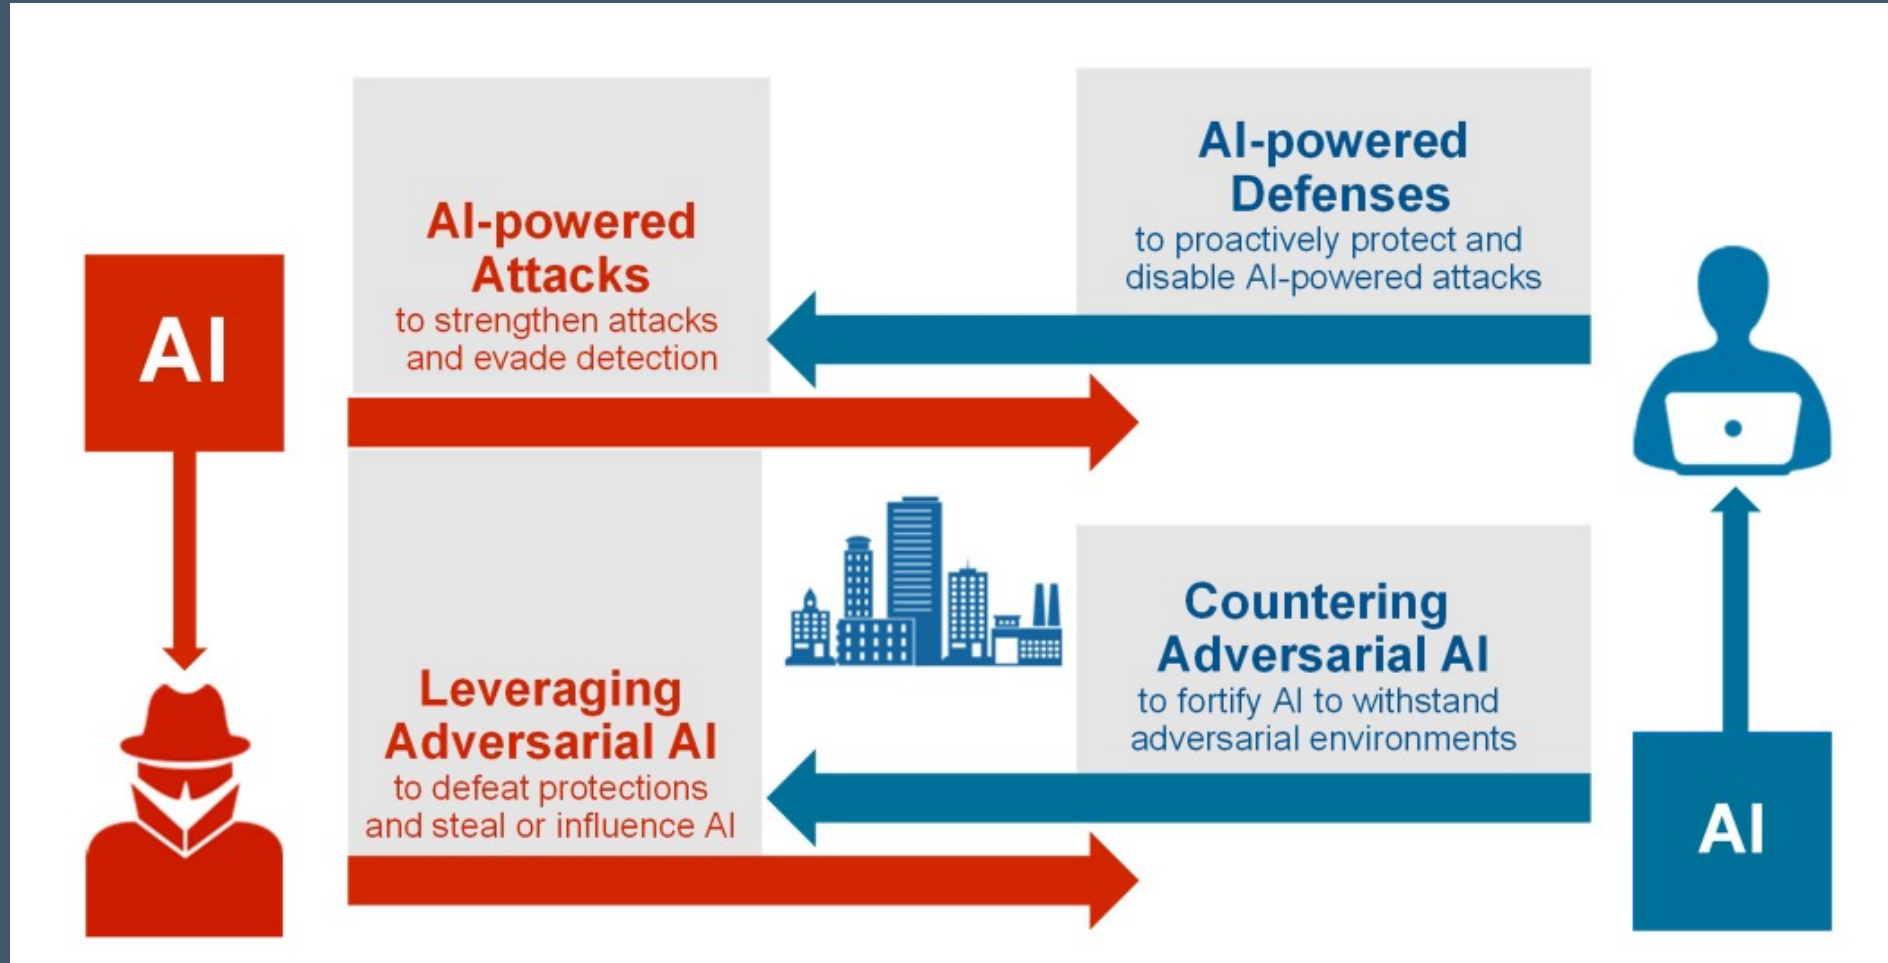 AI
AI-powered
Attacks
to strengthen attacks
and evade detection
AI-powered
Defenses
to proactively protect and
disable AI-powered attacks
Leveraging
Adversarial AI
to defeat protections
and steal or influence AI
Countering
Adversarial AI
to fortify AI to withstand
adversarial environments
AI